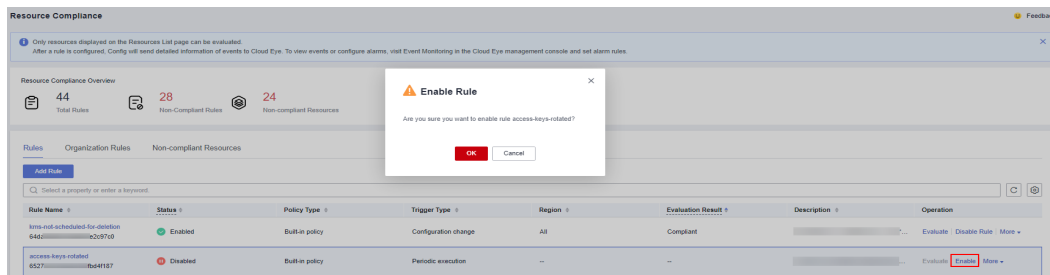 Resource Compliance
Feedba
Only resources displayed on the Resources List page can be evaluated.
After a rule is configured, Config will send detailed information of events to Cloud Eye. To view events or configure alarms, visit Event Monitoring in the Cloud Eye management console and set alarm rules.
Resource Compliance Overview
44
Total Rules
28
Non-Compliant Rules
24
Non-compliant Resources
Enable Rule
Are you sure you want to enable rule access-keys-rotated?
OK Cancel
Rules Organization Rules Non-compliant Resources
Add Rule
Select a property or enter a keyword.
Rule Name Status Policy Type Trigger Type Region Evaluation Result Description Operation
kms-not-scheduled-for-deletion
64d e2c97c0
Enabled Built-in policy Configuration change All Compliant ... Evaluate Disable Rule More
access-keys-rotated
6527 fbd4f187
Disabled Built-in policy Periodic execution -- -- ... Evaluate Enable More